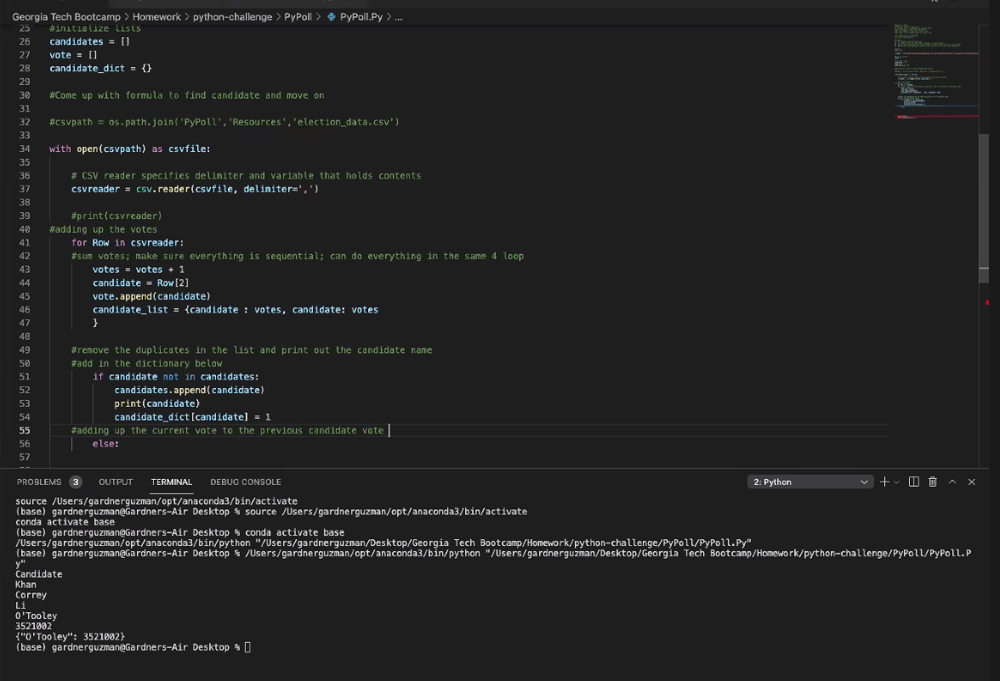 Georgia Tech Bootcamp > Homework > python-challenge > PyPoll > PyPoll.Py > ...
25 #initialize lists
26 candidates = []
27 vote = []
28 candidate_dict = {}
29
30 #Come up with formula to find candidate and move on
31
32 #csvpath = os.path.join('PyPoll','Resources','election_data.csv')
33
34 with open(csvpath) as csvfile:
35
36 # CSV reader specifies delimiter and variable that holds contents
37 csvreader = csv.reader(csvfile, delimiter=',')
38
39 #print(csvreader)
40 #adding up the votes
41 for Row in csvreader:
42 #sum votes; make sure everything is sequential; can do everything in the same 4 loop
43 votes = votes + 1
44 candidate = Row[2]
45 vote.append(candidate)
46 candidate_list = {candidate : votes, candidate: votes
47 }
48
49 #remove the duplicates in the list and print out the candidate name
50 #add in the dictionary below
51 if candidate not in candidates:
52 candidates.append(candidate)
53 print(candidate)
54 candidate_dict[candidate] = 1
55 #adding up the current vote to the previous candidate vote
56 else:
57
PROBLEMS 3 OUTPUT TERMINAL DEBUG CONSOLE 2: Python
source /Users/gardnerguzman/opt/anaconda3/bin/activate
(base) gardnerguzman@Gardners-Air Desktop % source /Users/gardnerguzman/opt/anaconda3/bin/activate
conda activate base
(base) gardnerguzman@Gardners-Air Desktop % conda activate base
/Users/gardnerguzman/opt/anaconda3/bin/python "/Users/gardnerguzman/Desktop/Georgia Tech Bootcamp/Homework/python-challenge/PyPoll/PyPoll.Py"
(base) gardnerguzman@Gardners-Air Desktop % /Users/gardnerguzman/opt/anaconda3/bin/python "/Users/gardnerguzman/Desktop/Georgia Tech Bootcamp/Homework/python-challenge/PyPoll/PyPoll.P
y"
Candidate
Khan
Correy
Li
O'Tooley
3521002
{"O'Tooley": 3521002}
(base) gardnerguzman@Gardners-Air Desktop %